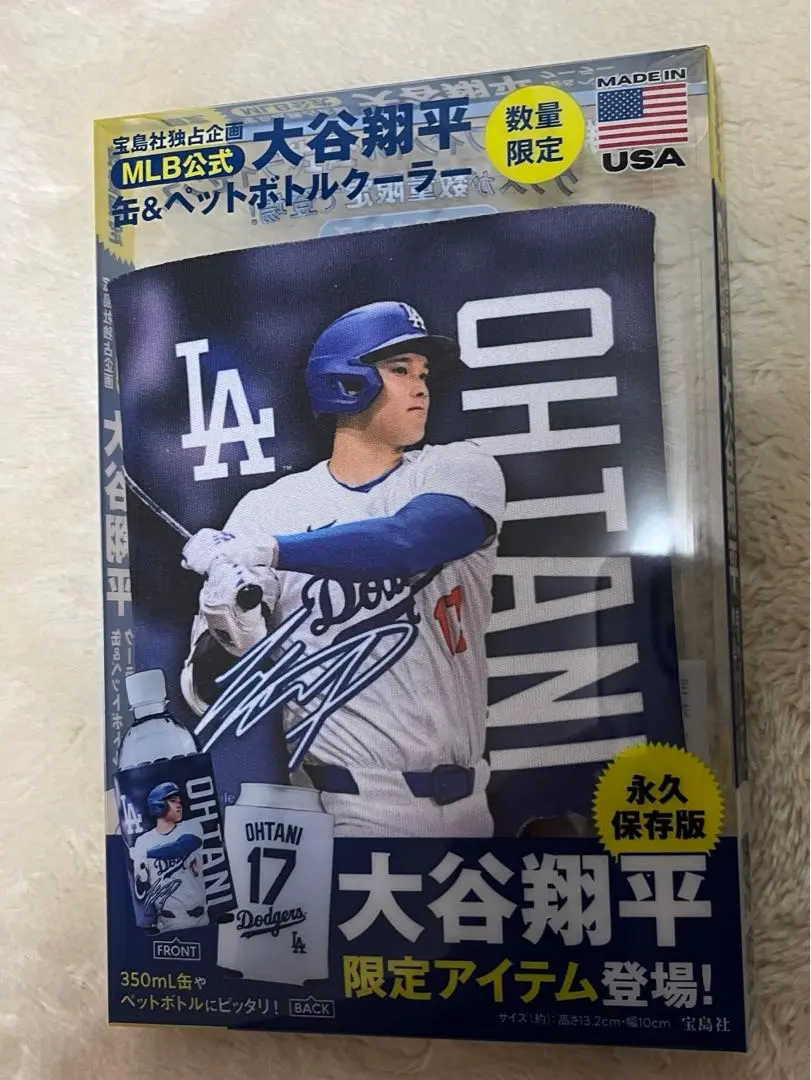 宝島社独占企画
MLB公式
大谷翔平
缶&ペットボトルクーラー
数量
限定
MADE IN
USA
LA
LA
OHTANI
Dodgers
17
永久
保存版
LA
OHTANI
OHTANI
17
Dodgers
LA
大谷翔平
限定アイテム登場!
FRONT
350mL缶や
ペットボトルにピッタリ!
BACK
サイズ(約):高さ13.2cm・幅10cm
宝島社